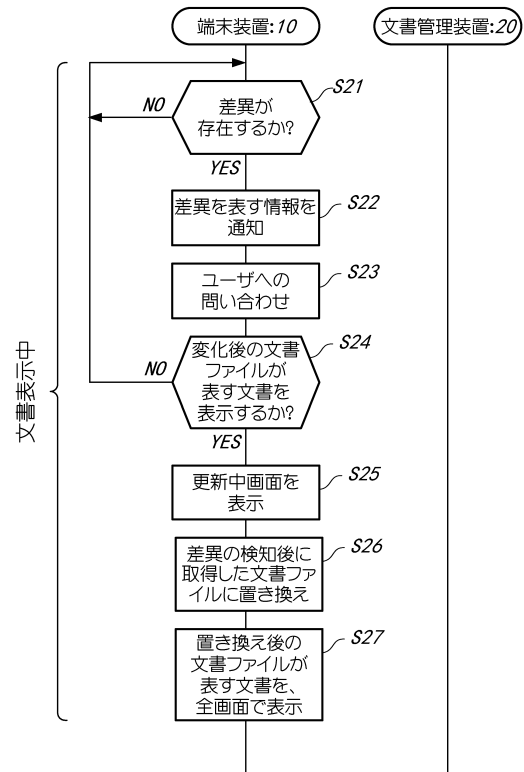 端末装置:10
文書管理装置:20
S21
差異が
存在するか?
NO
YES
S22
差異を表す情報を
通知
S23
ユーザへの
問い合わせ
S24
変化後の文書
ファイルが
表す文書を
表示するか?
NO
YES
文書表示中
S25
更新中画面を
表示
S26
差異の検知後に
取得した文書ファ
イルに置き換え
S27
置き換え後の
文書ファイルが
表す文書を、
全画面で表示